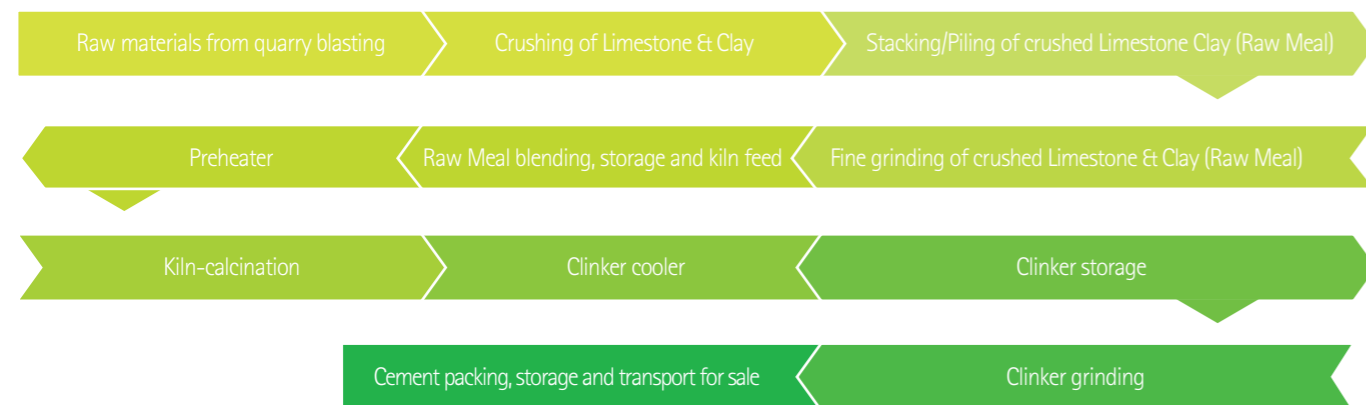 Raw materials from quarry blasting
Crushing of Limestone & Clay
Stacking/Piling of crushed Limestone Clay (Raw Meal)
Preheater
Raw Meal blending, storage and kiln feed
Fine grinding of crushed Limestone & Clay (Raw Meal)
Kiln-calcination
Clinker cooler
Clinker storage
Cement packing, storage and transport for sale
Clinker grinding